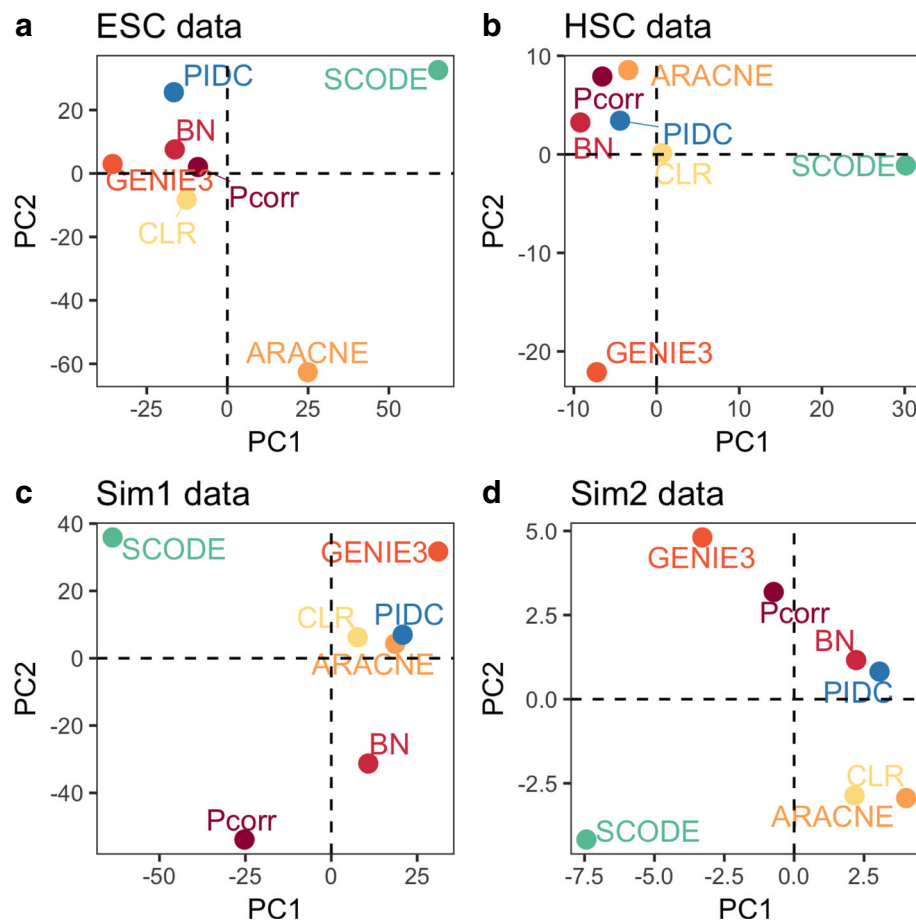 a ESC data
PIDC
SCODE
BN
GENIE3
Pcorr
CLR
ARACNE
20
0
-20
-40
-60
PC2
-25 0 25 50
PC1
b HSC data
ARACNE
Pcorr
PIDC
BN
CLR
SCODE
GENIE3
10
0
-10
-20
PC2
-10 0 10 20 30
PC1
c Sim1 data
SCODE
GENIE3
CLR
PIDC
ARACNE
BN
Pcorr
40
20
0
-20
-40
PC2
-50 -25 0 25
PC1
d Sim2 data
GENIE3
Pcorr
BN
PIDC
CLR
ARACNE
SCODE
5.0
2.5
0.0
-2.5
PC2
-7.5 -5.0 -2.5 0.0 2.5
PC1